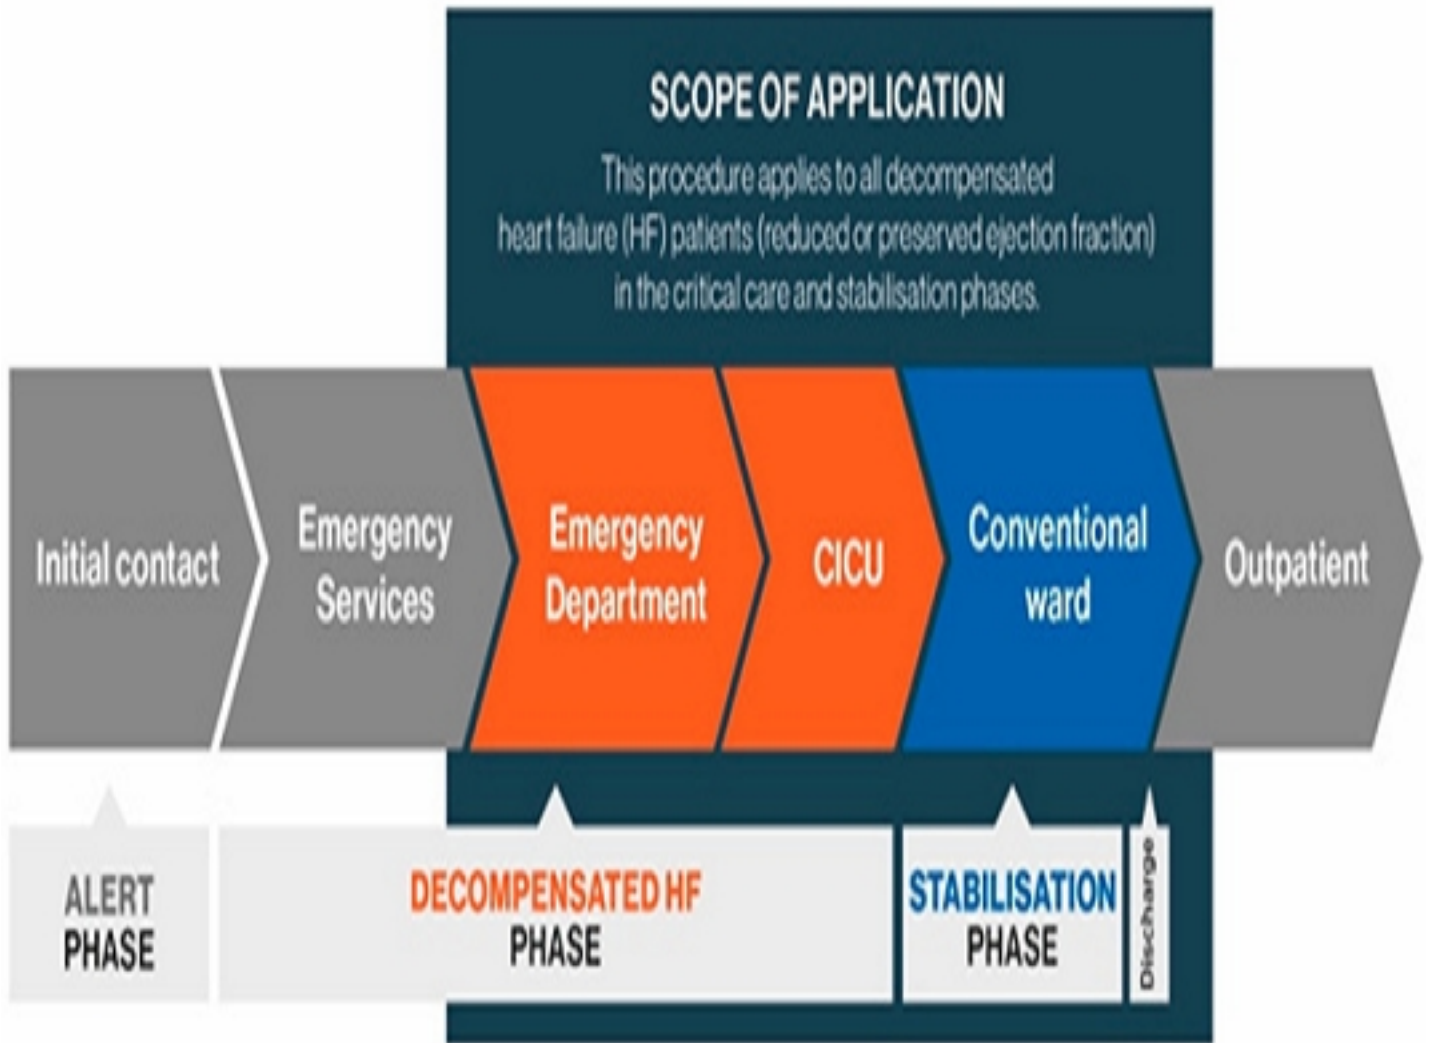 SCOPE OF APPLICATION
This procedure applies to all decompensated
heart failure (HF) patients (reduced or preserved ejection fraction)
in the critical care and stabilisation phases.
Initial contact
Emergency
Services
Emergency
Department
CICU
Conventional
ward
Outpatient
ALERT
PHASE
DECOMPENSATED HF
PHASE
STABILISATION
PHASE
Discharge